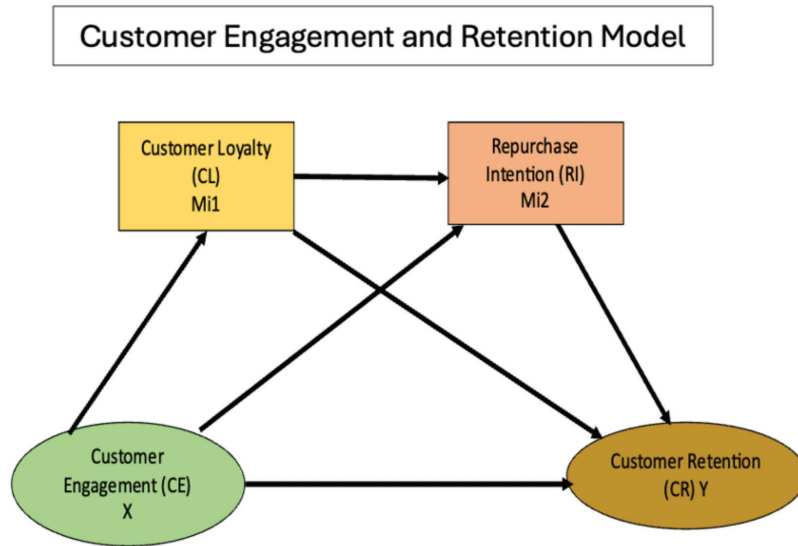 Customer Engagement and Retention Model
Customer Loyalty
(CL)
Mi1
Repurchase
Intention (RI)
Mi2
Customer
Engagement (CE)
X
Customer Retention
(CR) Y